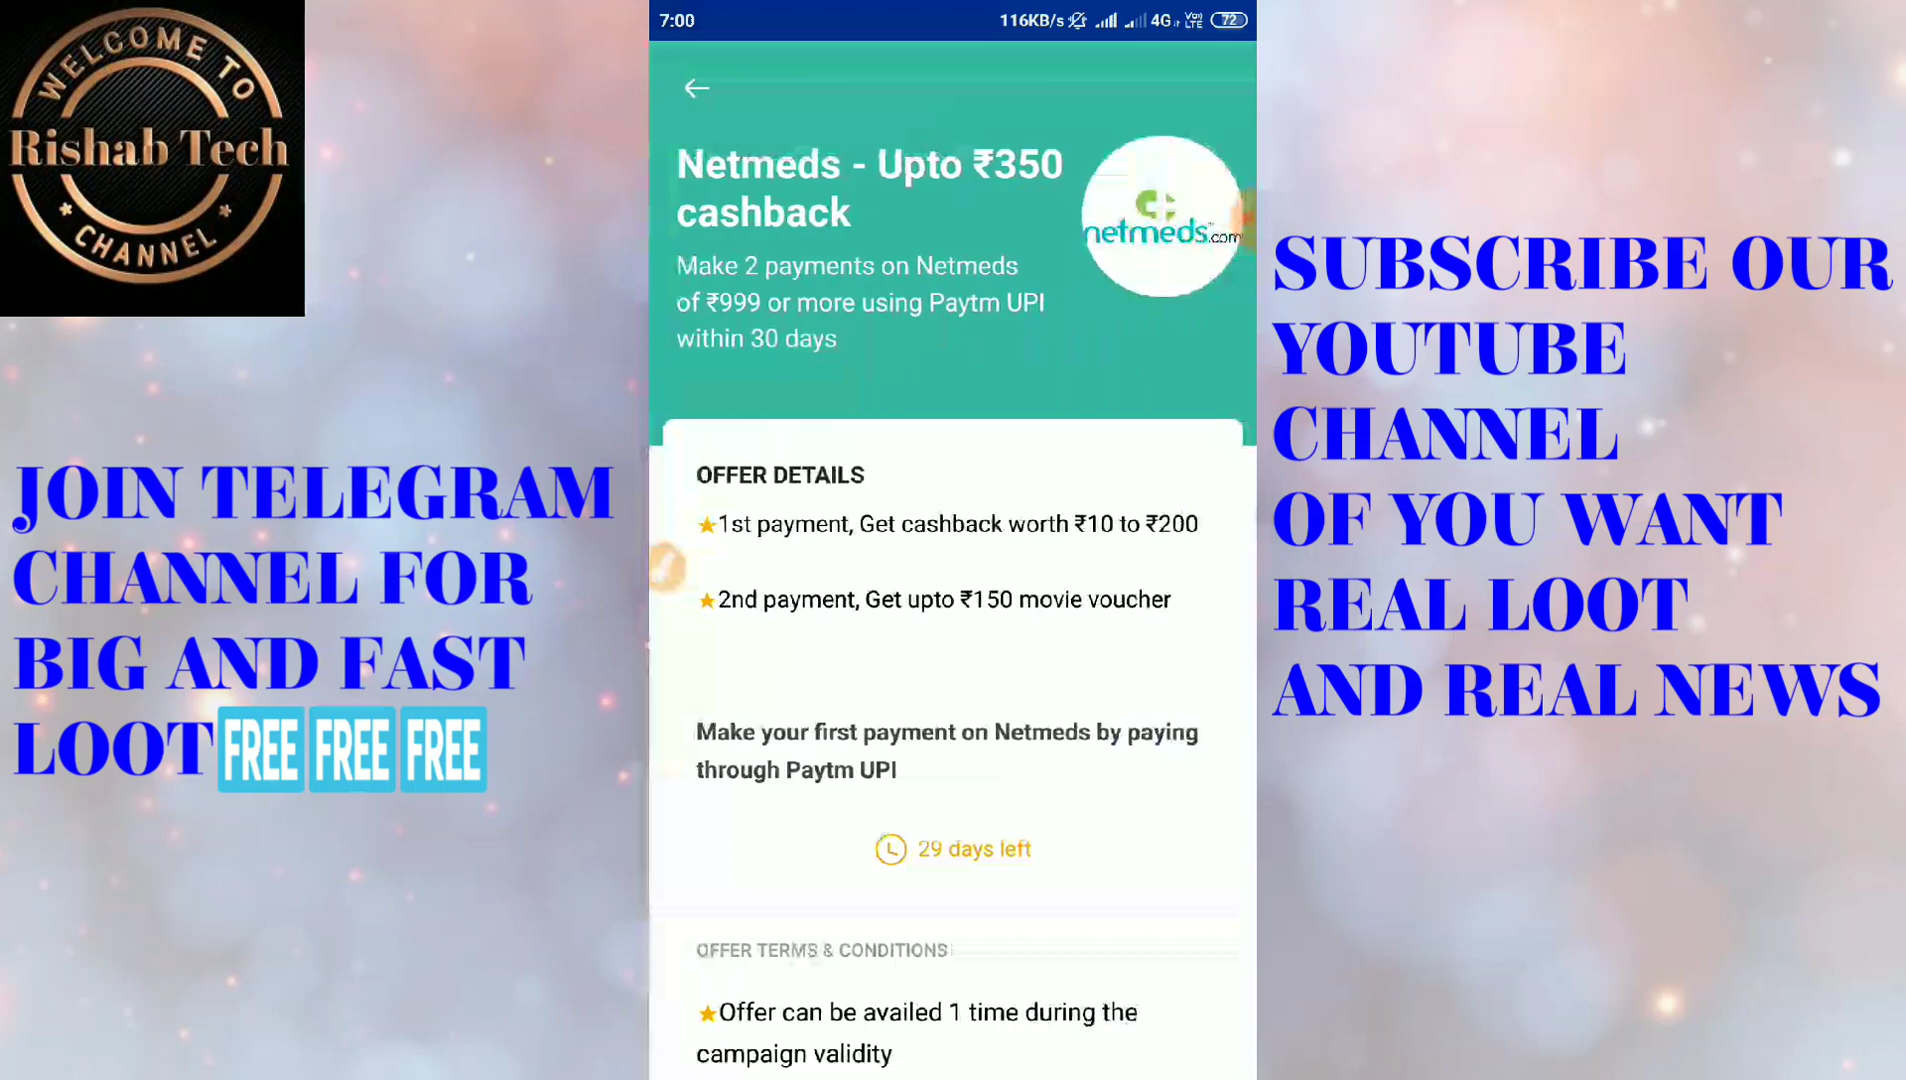 WELCOME TO
Rishab Tech
CHANNEL
JOIN TELEGRAM
CHANNEL FOR
BIG AND FAST
LOOT FREE FREE FREE
7:00
116KB/s 4G Vo) LTE 72
Netmeds - Upto ₹350
cashback
netmeds.com
Make 2 payments on Netmeds
of ₹999 or more using Paytm UPI
within 30 days
OFFER DETAILS
⭐1st payment, Get cashback worth ₹10 to ₹200
⭐2nd payment, Get upto ₹150 movie voucher
Make your first payment on Netmeds by paying
through Paytm UPI
29 days left
OFFER TERMS & CONDITIONS
⭐Offer can be availed 1 time during the
campaign validity
SUBSCRIBE OUR
YOUTUBE
CHANNEL
OF YOU WANT
REAL LOOT
AND REAL NEWS